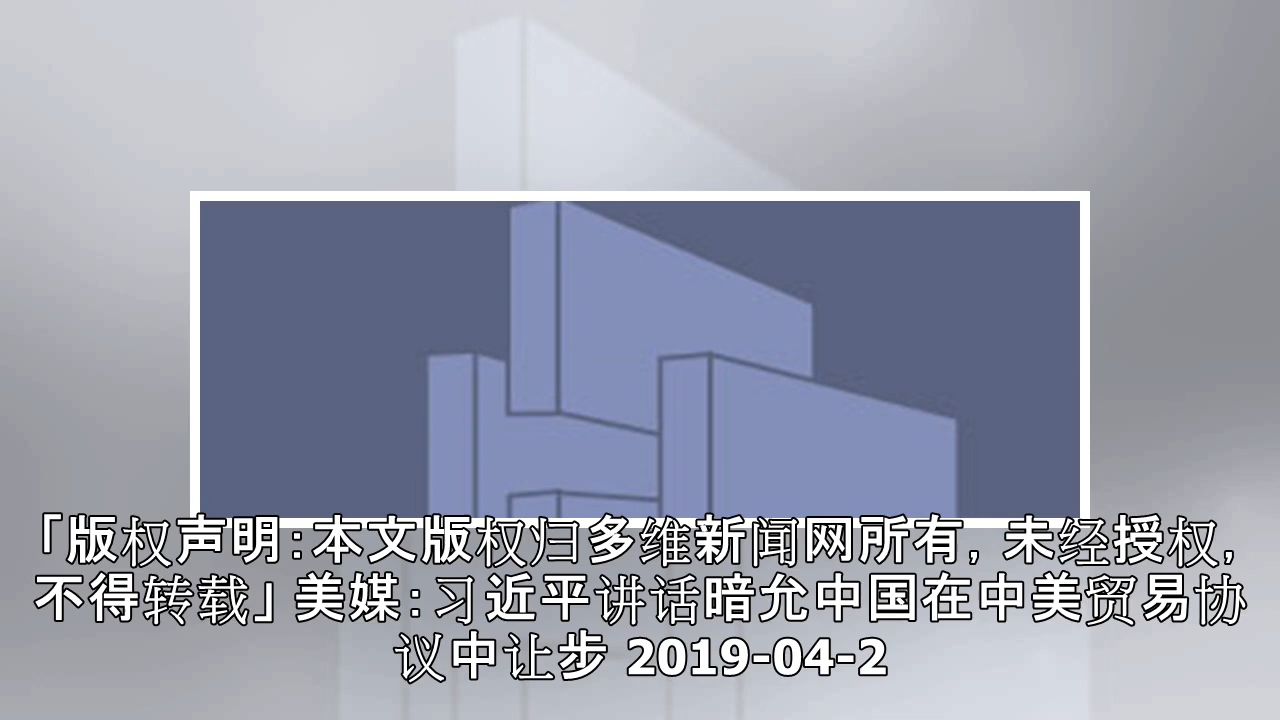 「版权声明:本文版权归多维新闻网所有, 未经授权,
不得转载」美媒:习近平讲话暗允中国在中美贸易协
议中让步 2019-04-2